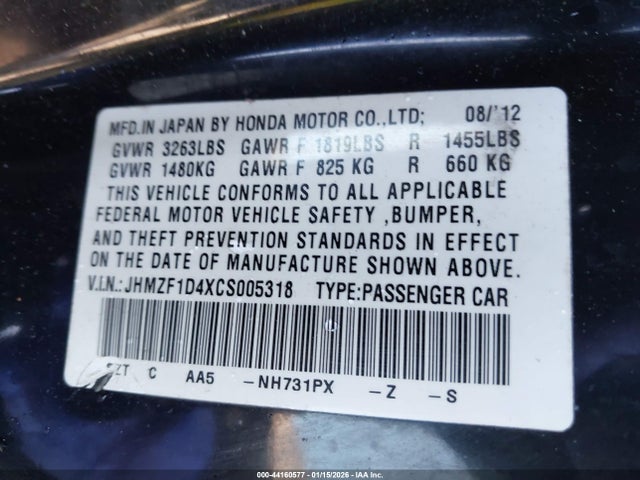 MFD.IN JAPAN BY HONDA MOTOR CO.,LTD; 08/'12
GVWR 3263LBS GAWR F 1819LBS R 1455LBS
GVWR 1480KG GAWR F 825 KG R 660 KG
THIS VEHICLE CONFORMS TO ALL APPLICABLE
FEDERAL MOTOR VEHICLE SAFETY ,BUMPER,
AND THEFT PREVENTION STANDARDS IN EFFECT
ON THE DATE OF MANUFACTURE SHOWN ABOVE.
V.I.N.:JHMZF1D4XCS005318 TYPE:PASSENGER CAR
C AA5 -NH731PX -Z -S
000-44160577 - 01/15/2026 - IAA Inc.